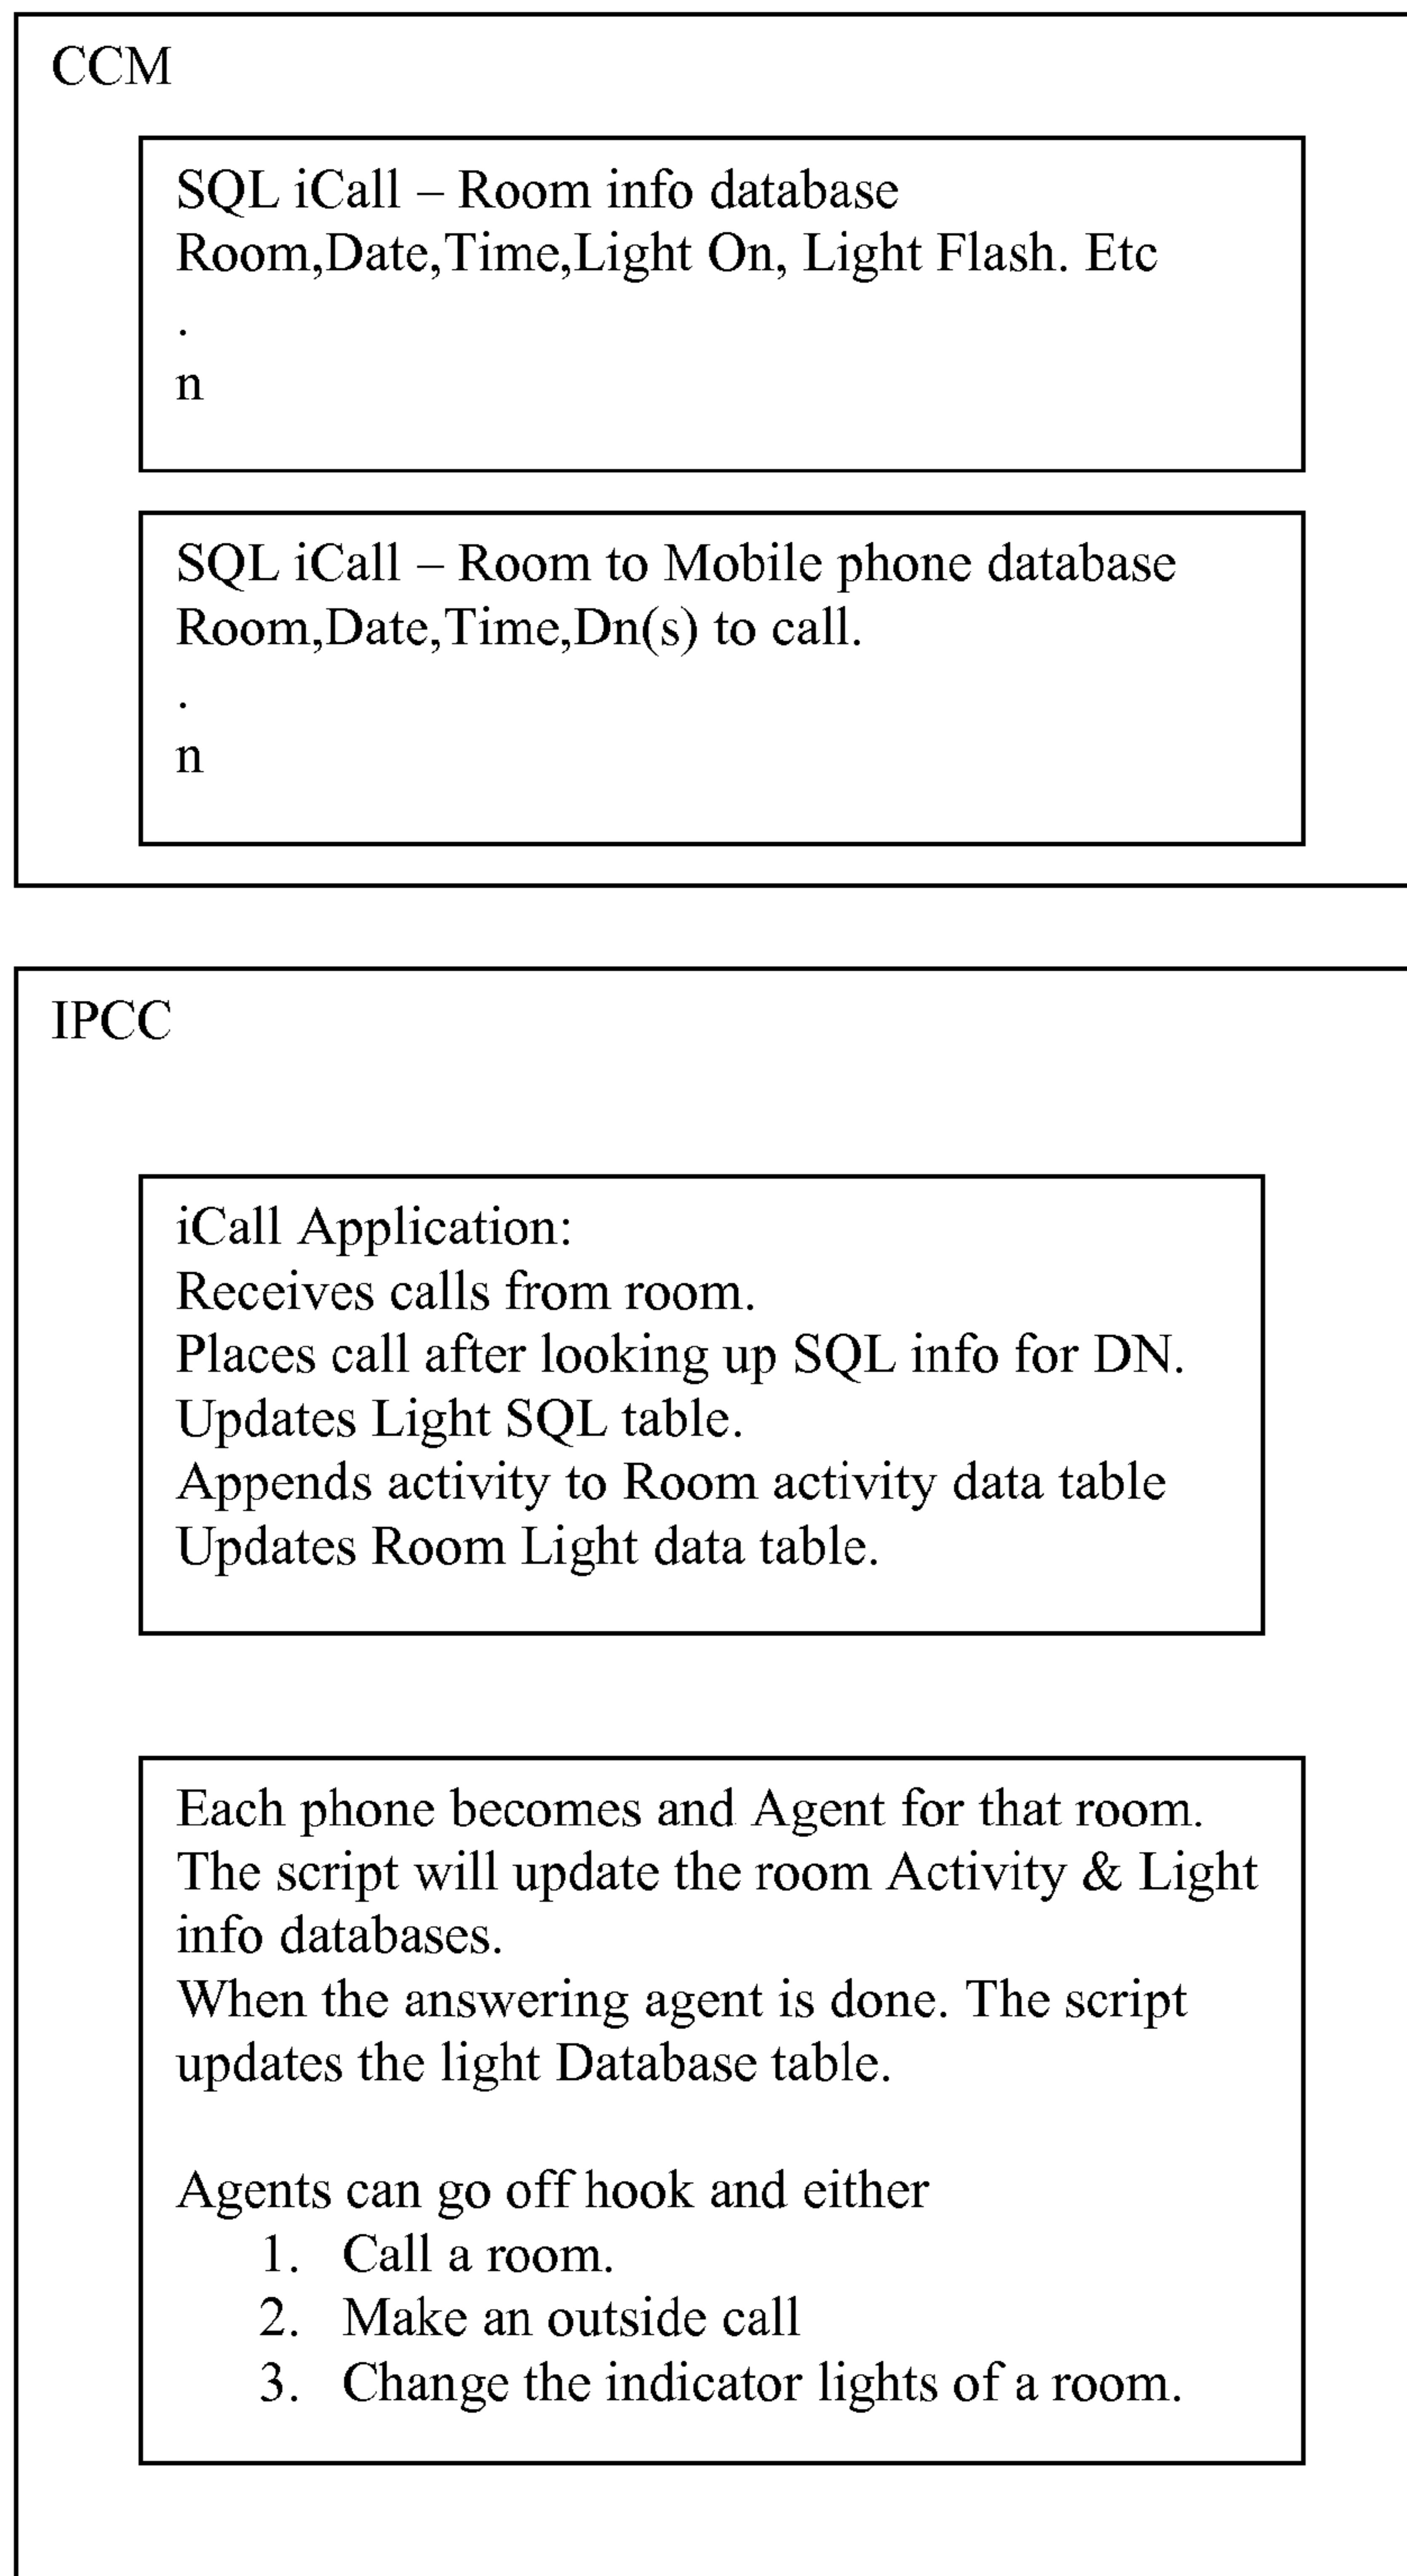 CCM
SQL iCall – Room info database
Room,Date,Time,Light On, Light Flash. Etc
.
n
SQL iCall – Room to Mobile phone database
Room,Date,Time,Dn(s) to call.
.
n
IPCC
iCall Application:
Receives calls from room.
Places call after looking up SQL info for DN.
Updates Light SQL table.
Appends activity to Room activity data table
Updates Room Light data table.
Each phone becomes and Agent for that room.
The script will update the room Activity & Light
info databases.
When the answering agent is done. The script
updates the light Database table.
Agents can go off hook and either
1. Call a room.
2. Make an outside call
3. Change the indicator lights of a room.